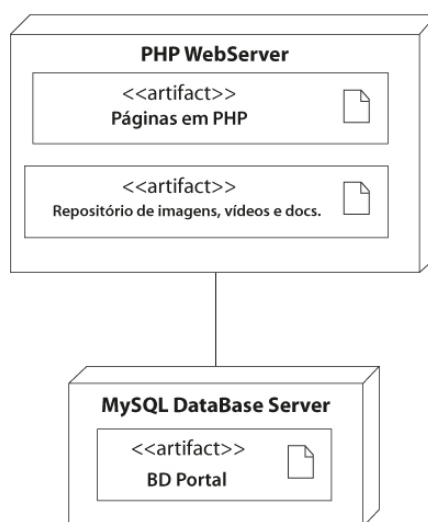 PHP WebServer
<<artifact>>
Páginas em PHP
<<artifact>>
Repositório de imagens, vídeos e docs.
MySQL DataBase Server
<<artifact>>
BD Portal